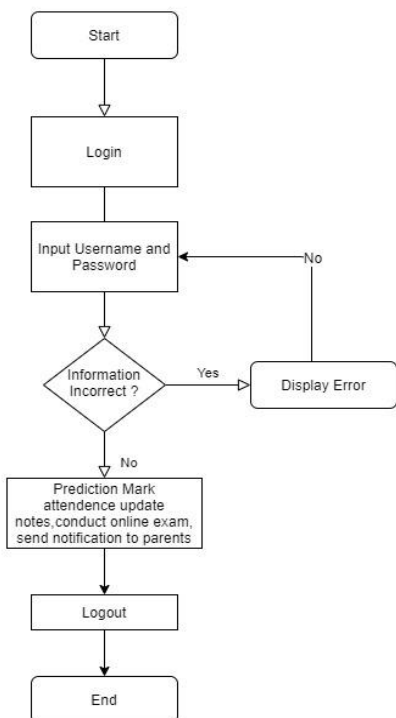 Start
Login
Input Username and
Password
No
Information
Incorrect ?
Yes
Display Error
No
Prediction Mark
attendence update
notes,conduct online exam,
send notification to parents
Logout
End